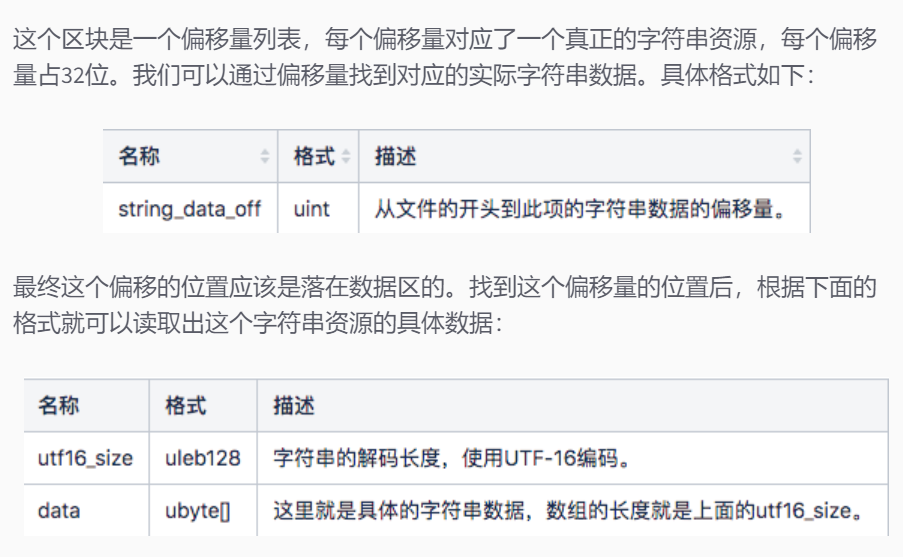 这个区块是一个偏移量列表，每个偏移量对应了一个真正的字符串资源，每个偏移
量占32位。我们可以通过偏移量找到对应的实际字符串数据。具体格式如下：
名称 格式 描述
string_data_off uint 从文件的开头到此项的字符串数据的偏移量。
最终这个偏移的位置应该是落在数据区的。找到这个偏移量的位置后，根据下面的
格式就可以读取出这个字符串资源的具体数据：
名称 格式 描述
utf16_size uleb128 字符串的解码长度，使用UTF-16编码。
data ubyte[] 这里就是具体的字符串数据，数组的长度就是上面的utf16_size。